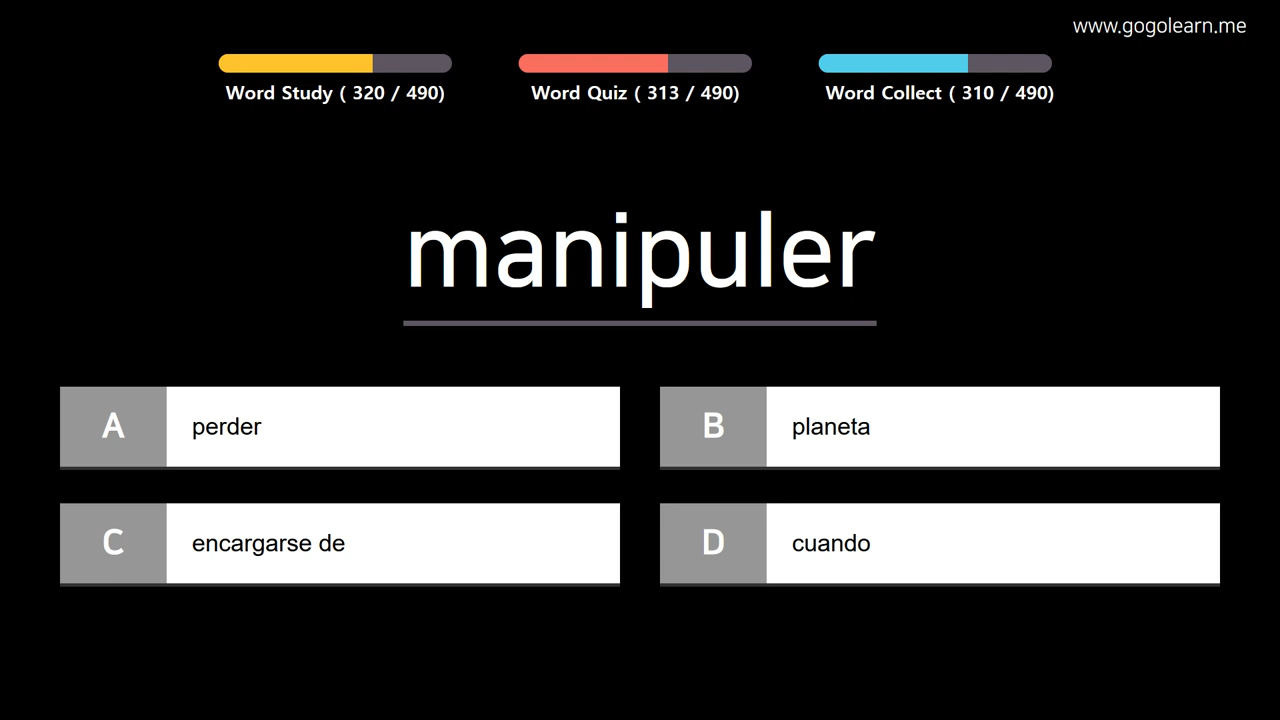 www.gogolearn.me
Word Study ( 320 / 490)
Word Quiz ( 313 / 490)
Word Collect ( 310 / 490)
manipuler
A perder
B planeta
C encargarse de
D cuando